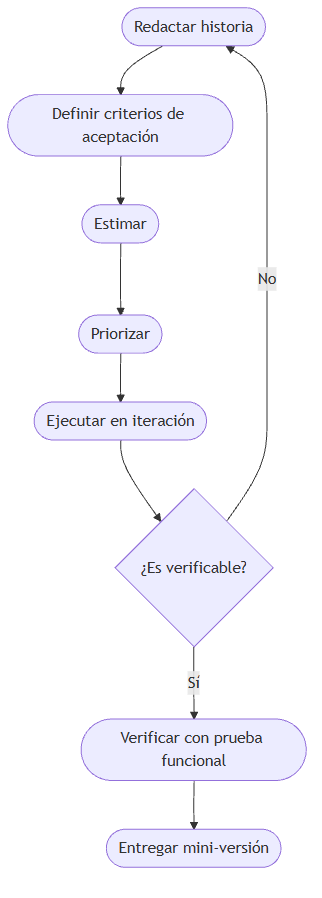 Redactar historia
Definir criterios de
aceptación
Estimar
No
Priorizar
Ejecutar en iteración
¿Es verificable?
Sí
Verificar con prueba
funcional
Entregar mini-versión